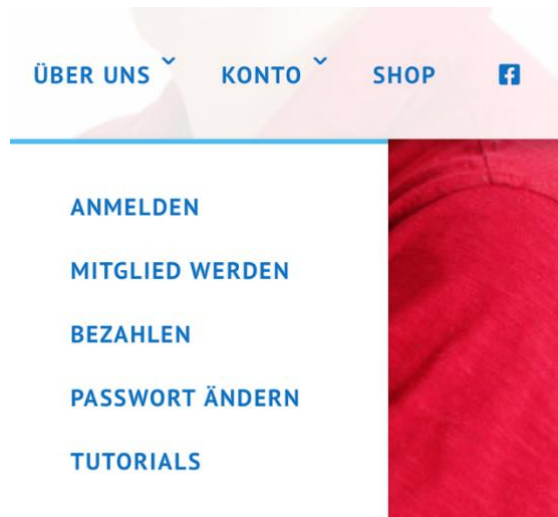 ÜBER UNS KONTO SHOP
ANMELDEN
MITGLIED WERDEN
BEZAHLEN
PASSWORT ÄNDERN
TUTORIALS